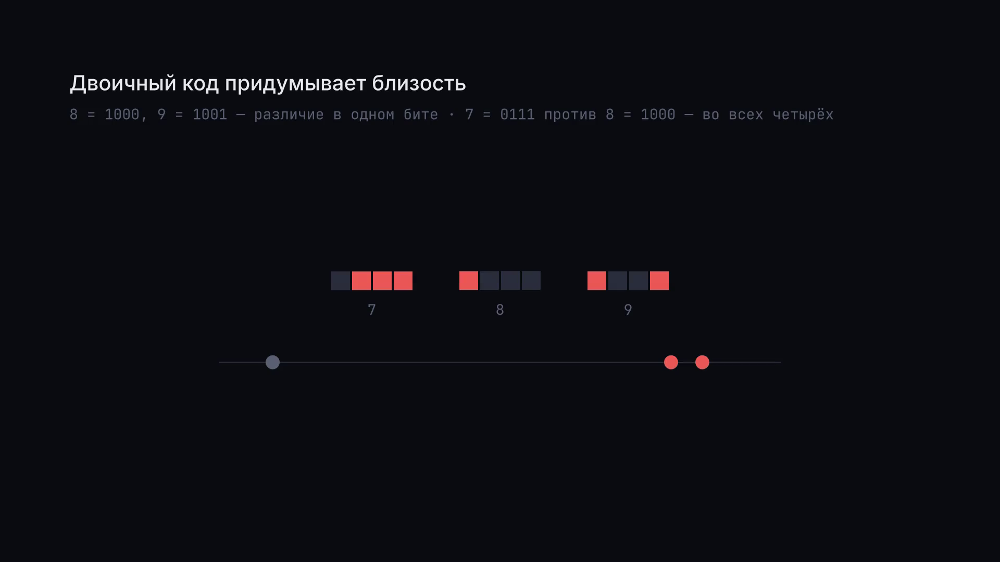 Двоичный код придумывает близость
8 = 1000, 9 = 1001 — различие в одном бите · 7 = 0111 против 8 = 1000 — во всех четырёх
7 8 9